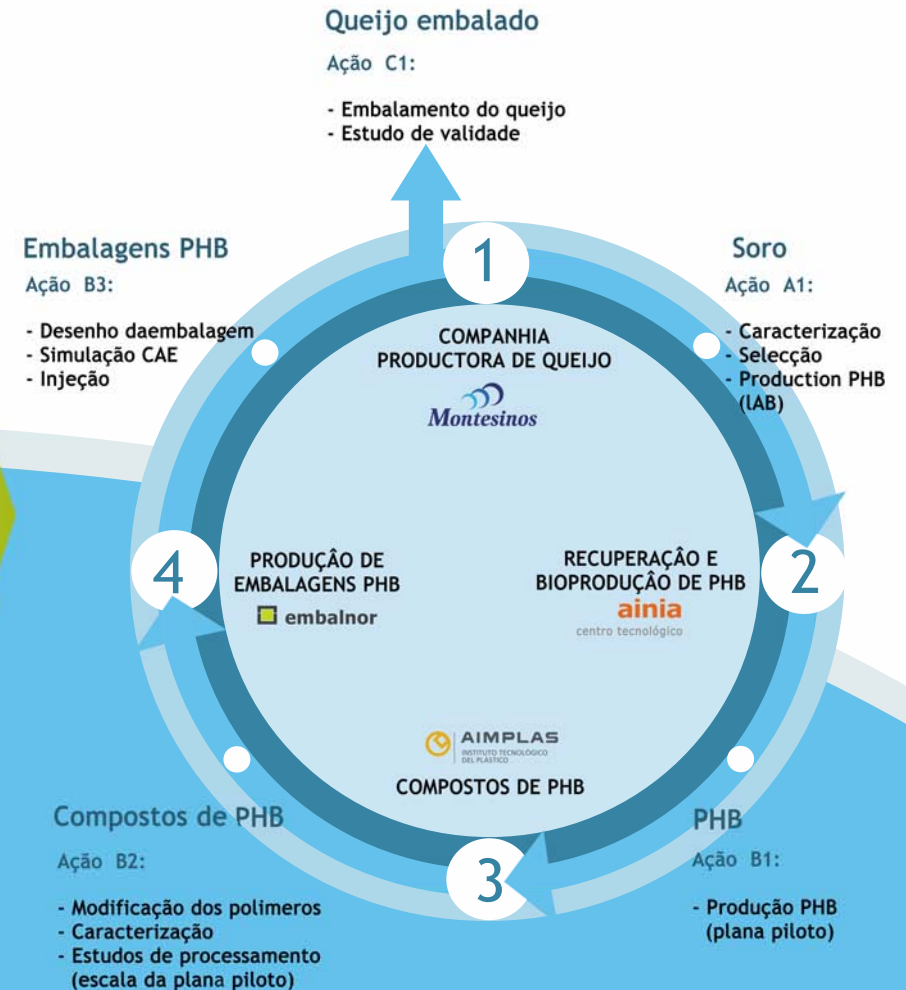 Queijo embalado
Ação C1:
- Embalamento do queijo
- Estudo de validade
Embalagens PHB
Ação B3:
- Desenho daembalagem
- Simulação CAE
- Injeção
1
Soro
Ação A1:
- Caracterização
- Selecção
- Production PHB
(lAB)
COMPANHIA
PRODUCTORA DE QUEIJO
Montesinos
4
PRODUÇÂO DE
EMBALAGENS PHB
embalnor
RECUPERAÇÂO E
BIOPRODUÇÂO DE PHB
ainia
centro tecnológico
2
AIMPLAS
INSTITUTO TECNOLÓGICO
DEL PLÁSTICO
COMPOSTOS DE PHB
3
Compostos de PHB
Ação B2:
- Modificação dos polimeros
- Caracterização
- Estudos de processamento
(escala da plana piloto)
PHB
Ação B1:
- Produção PHB
(plana piloto)